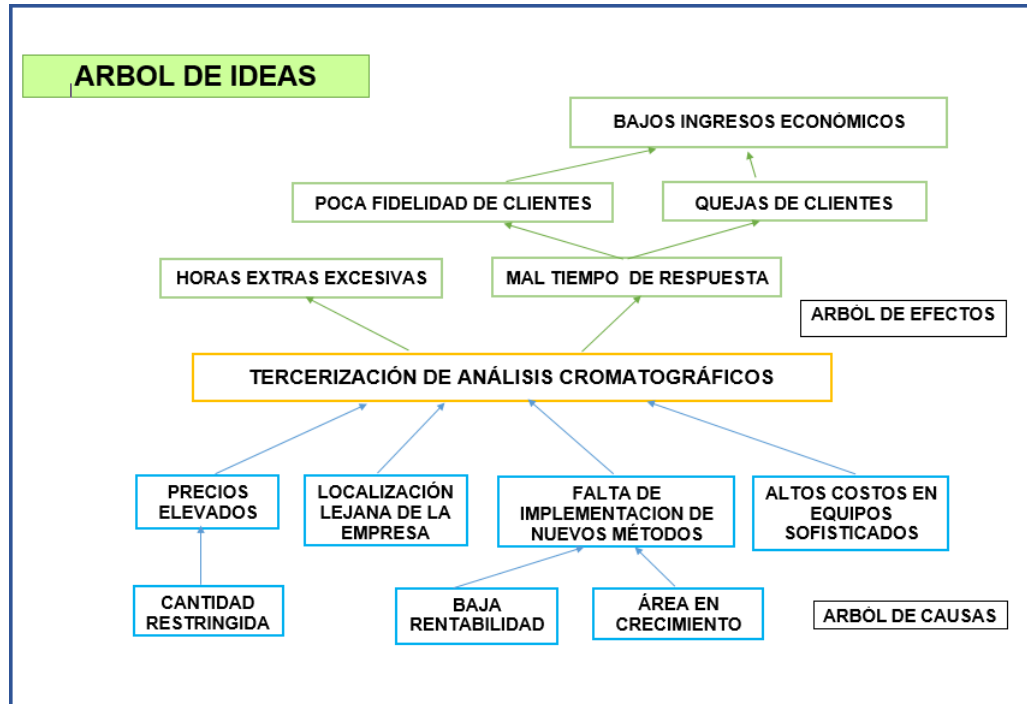 ARBOL DE IDEAS
BAJOS INGRESOS ECONÓMICOS
POCA FIDELIDAD DE CLIENTES
QUEJAS DE CLIENTES
HORAS EXTRAS EXCESIVAS
MAL TIEMPO DE RESPUESTA
ARBÓL DE EFECTOS
TERCERIZACIÓN DE ANÁLISIS CROMATOGRÁFICOS
PRECIOS
ELEVADOS
LOCALIZACIÓN
LEJANA DE LA
EMPRESA
FALTA DE
IMPLEMENTACION DE
NUEVOS MÉTODOS
ALTOS COSTOS EN
EQUIPOS
SOFISTICADOS
CANTIDAD
RESTRINGIDA
BAJA
RENTABILIDAD
ÁREA EN
CRECIMIENTO
ARBÓL DE CAUSAS